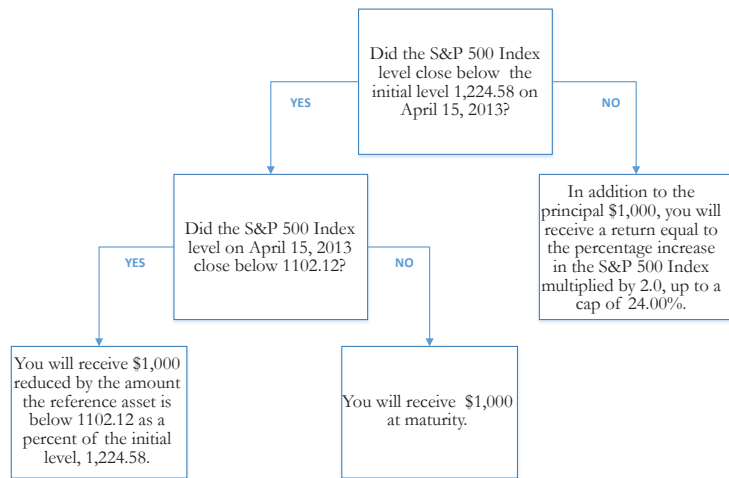 Did the S&P 500 Index
level close below the
initial level 1,224.58 on
April 15, 2013?
YES
NO
Did the S&P 500 Index
level on April 15, 2013
close below 1102.12?
In addition to the
principal $1,000, you will
receive a return equal to
the percentage increase
in the S&P 500 Index
multiplied by 2.0, up to a
cap of 24.00%.
YES
NO
You will receive $1,000
reduced by the amount
the reference asset is
below 1102.12 as a
percent of the initial
level, 1,224.58.
You will receive $1,000
at maturity.